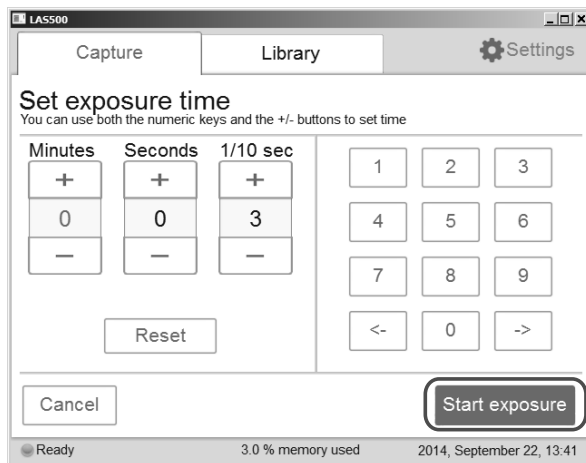 LAS500
Capture Library Settings
Set exposure time
You can use both the numeric keys and the +/- buttons to set time
Minutes Seconds 1/10 sec
+ + +
0 0 3
— — —
Reset
1 2 3
4 5 6
7 8 9
<- 0 ->
Cancel Start exposure
Ready 3.0 % memory used 2014, September 22, 13:41